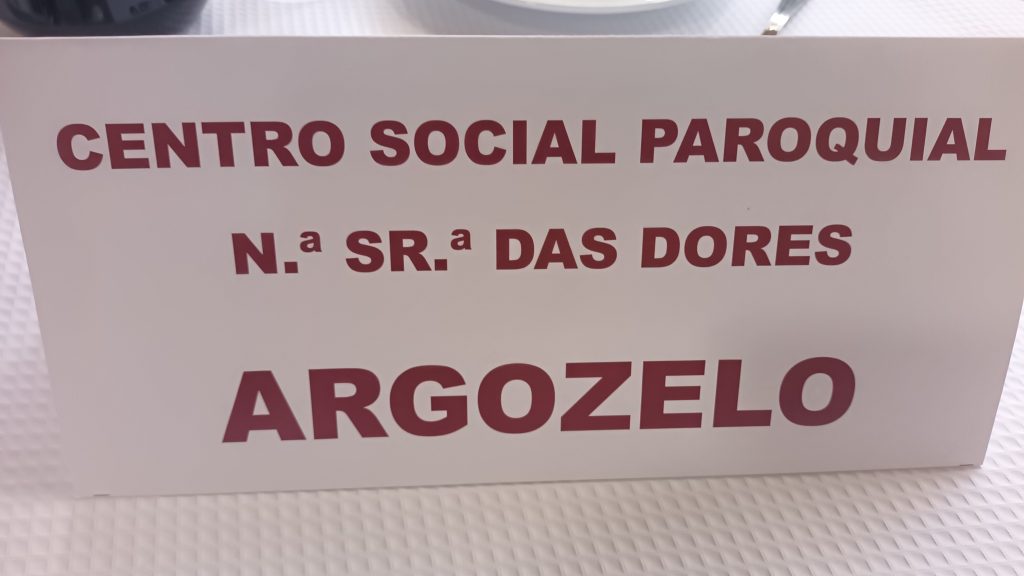 CENTRO SOCIAL PAROQUIAL
N.ª SR.ª DAS DORES
ARGOZELO